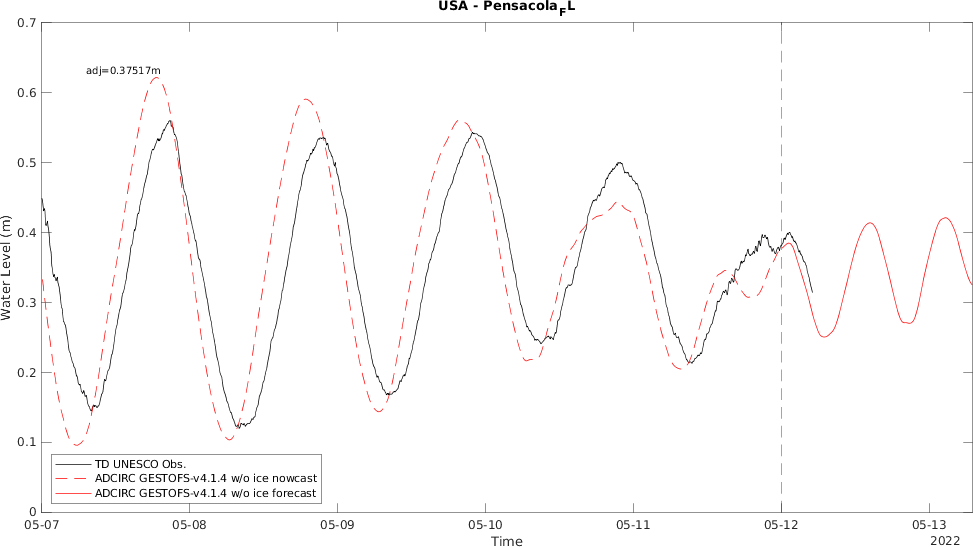 USA - Pensacola_FL
0.7
adj=0.37517m
0.6
0.5
0.4
0.3
0.2
0.1
0
Water Level (m)
TD UNESCO Obs.
ADCIRC GESTOFS-v4.1.4 w/o ice nowcast
ADCIRC GESTOFS-v4.1.4 w/o ice forecast
05-07 05-08 05-09 05-10 05-11 05-12 05-13
Time
2022